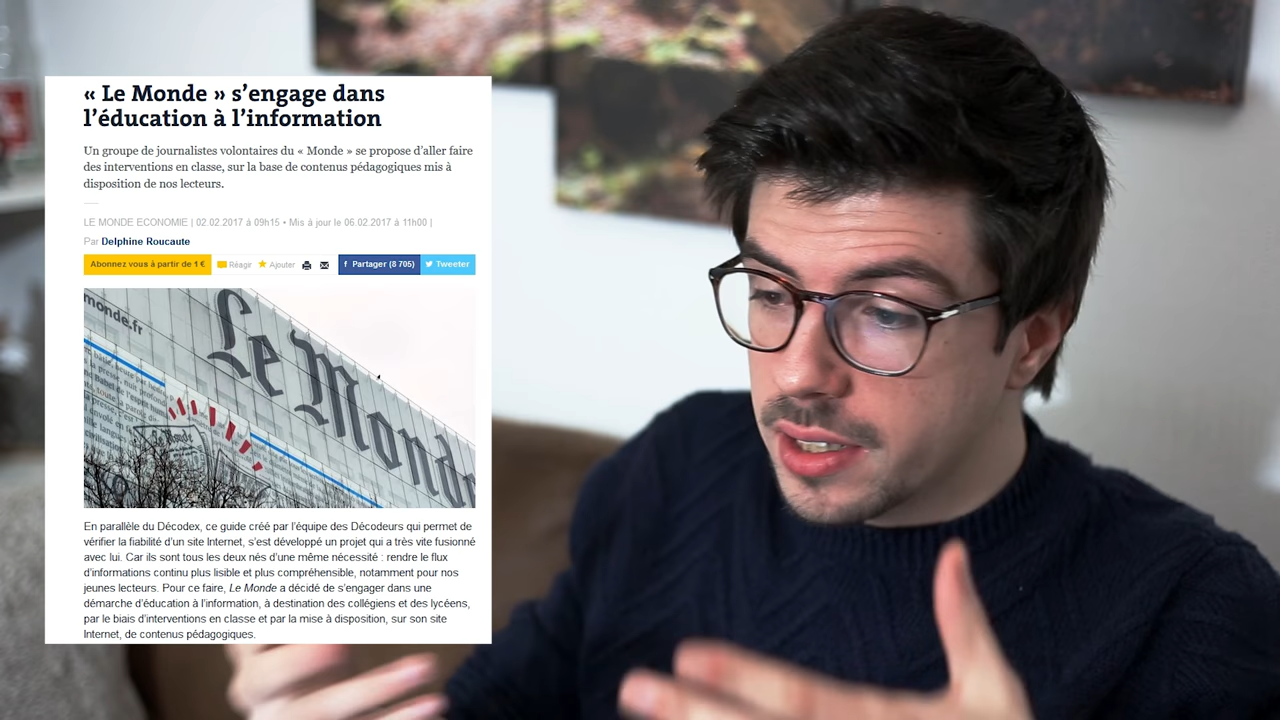 « Le Monde » s’engage dans
l’éducation à l’information
Un groupe de journalistes volontaires du « Monde » se propose d’aller faire
des interventions en classe, sur la base de contenus pédagogiques mis à
disposition de nos lecteurs.
LE MONDE ECONOMIE | 02.02.2017 à 09h15 • Mis à jour le 06.02.2017 à 11h00 |
Par Delphine Roucaute
Abonnez vous à partir de 1 € Réagir Ajouter Partager (8 705) Tweeter
monde.fr
Le Monde
Le Monde
En parallèle du Décodex, ce guide créé par l’équipe des Décodeurs qui permet de
vérifier la fiabilité d’un site Internet, s’est développé un projet qui a très vite fusionné
avec lui. Car ils sont tous les deux nés d’une même nécessité : rendre le flux
d’informations continu plus lisible et plus compréhensible, notamment pour nos
jeunes lecteurs. Pour ce faire, Le Monde a décidé de s’engager dans une
démarche d’éducation à l’information, à destination des collégiens et des lycéens,
par le biais d’interventions en classe et par la mise à disposition, sur son site
Internet, de contenus pédagogiques.